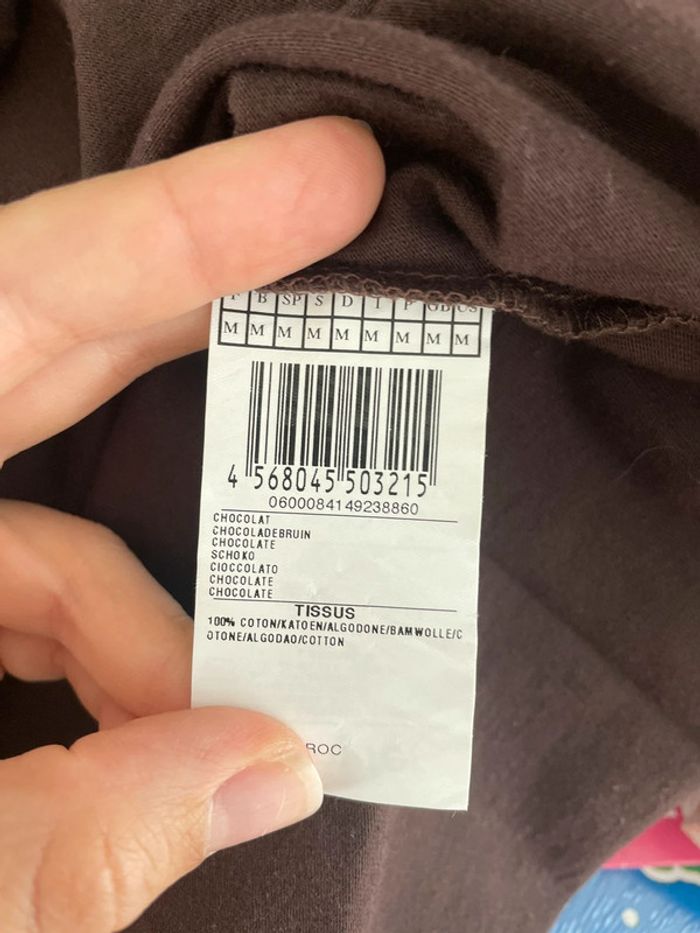 F B SP S D I P GB US
M M M M M M M M M
4 568045 503215
0600084149238860
CHOCOLAT
CHOCOLADEBRUIN
CHOCOLATE
SCHOKO
CIOCCOLATO
CHOCOLATE
CHOCOLATE
TISSUS
100% COTON/KATOEN/ALGODONE/BAMWOLLE/C
OTONE/ALGODAO/COTTON
ROC